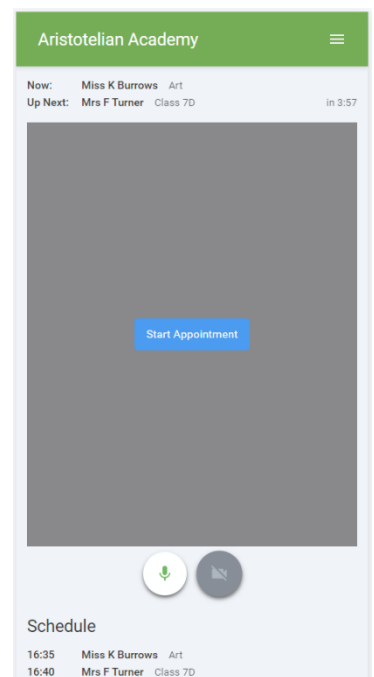 Aristotelian Academy
Now: Miss K Burrows Art
Up Next: Mrs F Turner Class 7D in 3:57
Start Appointment
Schedule
16:35 Miss K Burrows Art
16:40 Mrs F Turner Class 7D